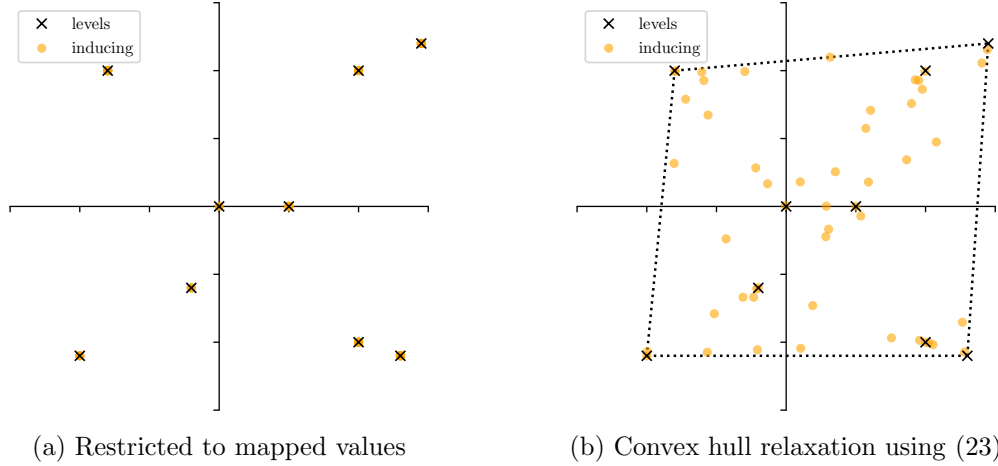 levels
inducing
levels
inducing
(a) Restricted to mapped values
(b) Convex hull relaxation using (23)